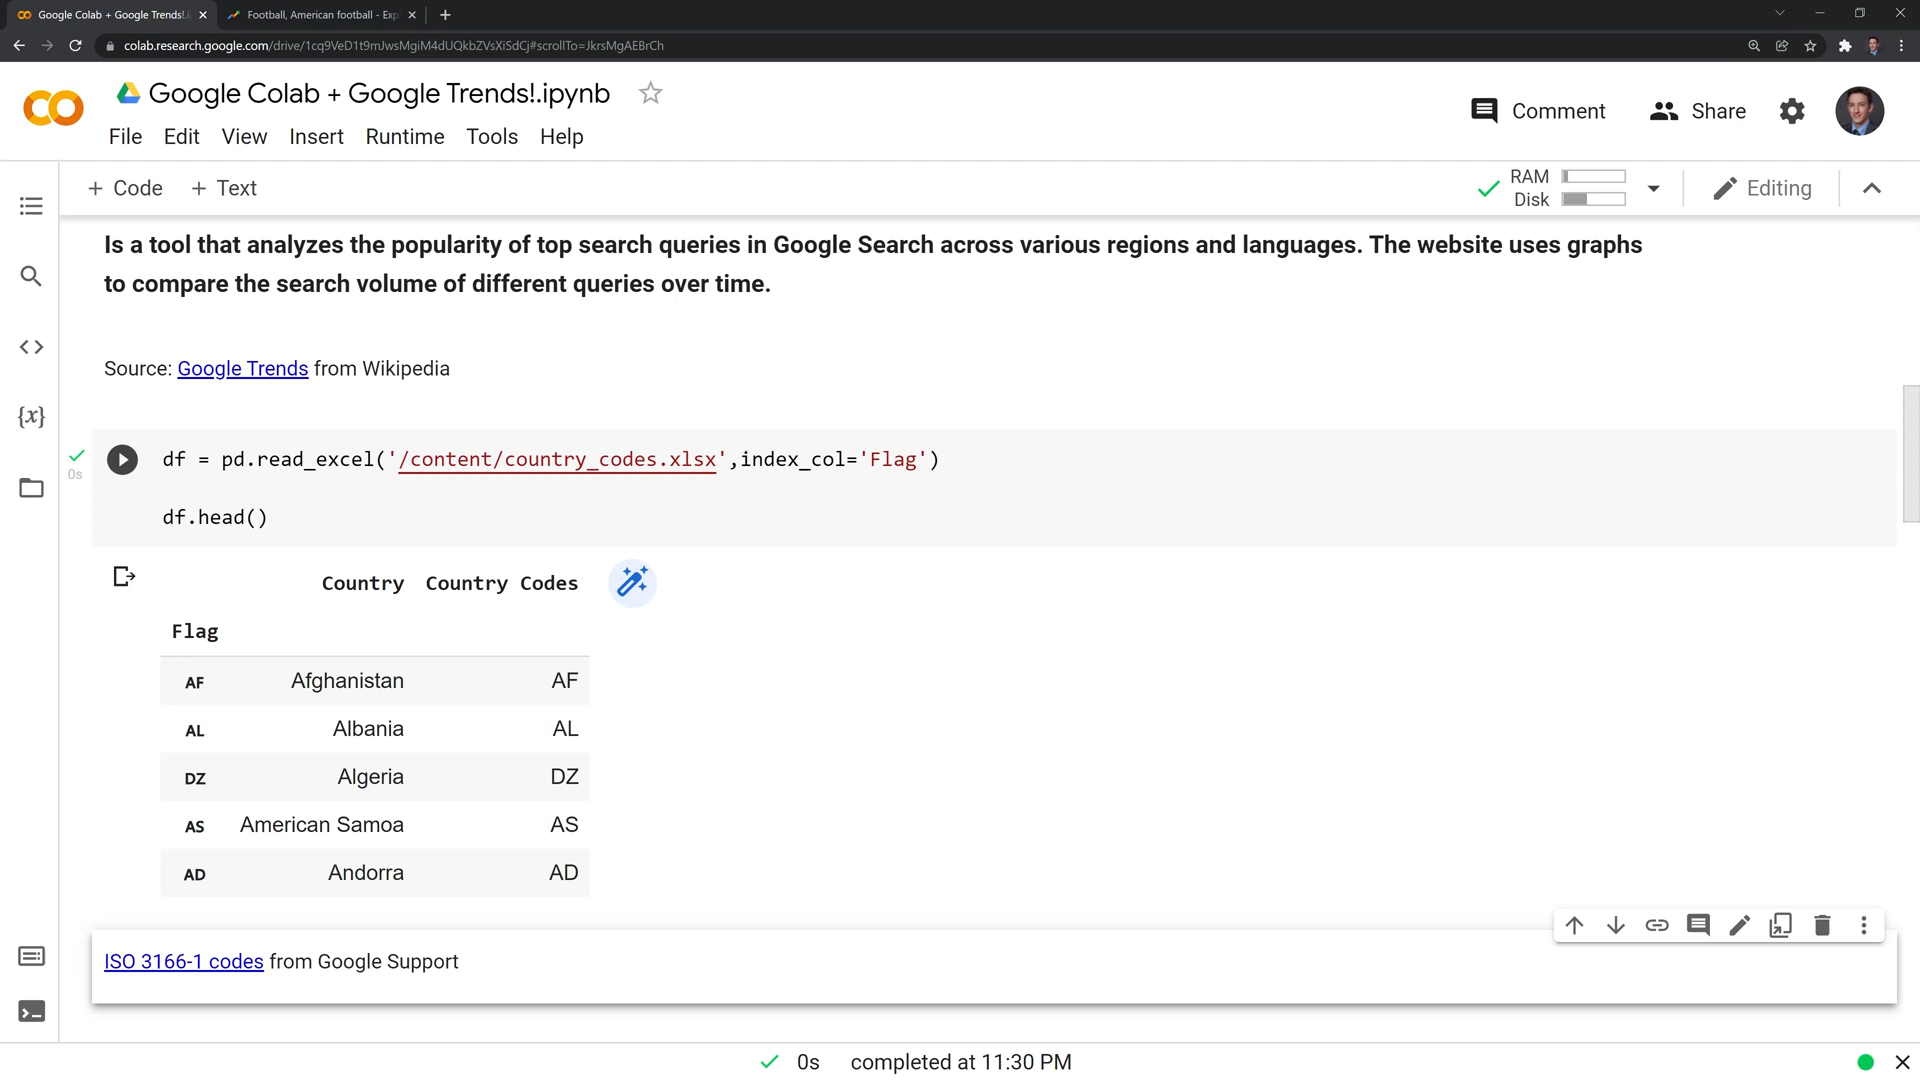 Google Colab + Google Trends!.i
Football, American football - Exp
colab.research.google.com/drive/1cq9VeD1t9mJwsMgiM4dUQkbZVsXiSdCj#scrollTo=JkrsMgAEBrCh
Google Colab + Google Trends!.ipynb
Comment
Share
File Edit View Insert Runtime Tools Help
+ Code + Text
RAM
Disk
Editing
Is a tool that analyzes the popularity of top search queries in Google Search across various regions and languages. The website uses graphs
to compare the search volume of different queries over time.
Source: Google Trends from Wikipedia
{x}
0s
df = pd.read_excel('/content/country_codes.xlsx',index_col='Flag')
df.head()
Country Country Codes
Flag
AF Afghanistan AF
AL Albania AL
DZ Algeria DZ
AS American Samoa AS
AD Andorra AD
ISO 3166-1 codes from Google Support
0s completed at 11:30 PM